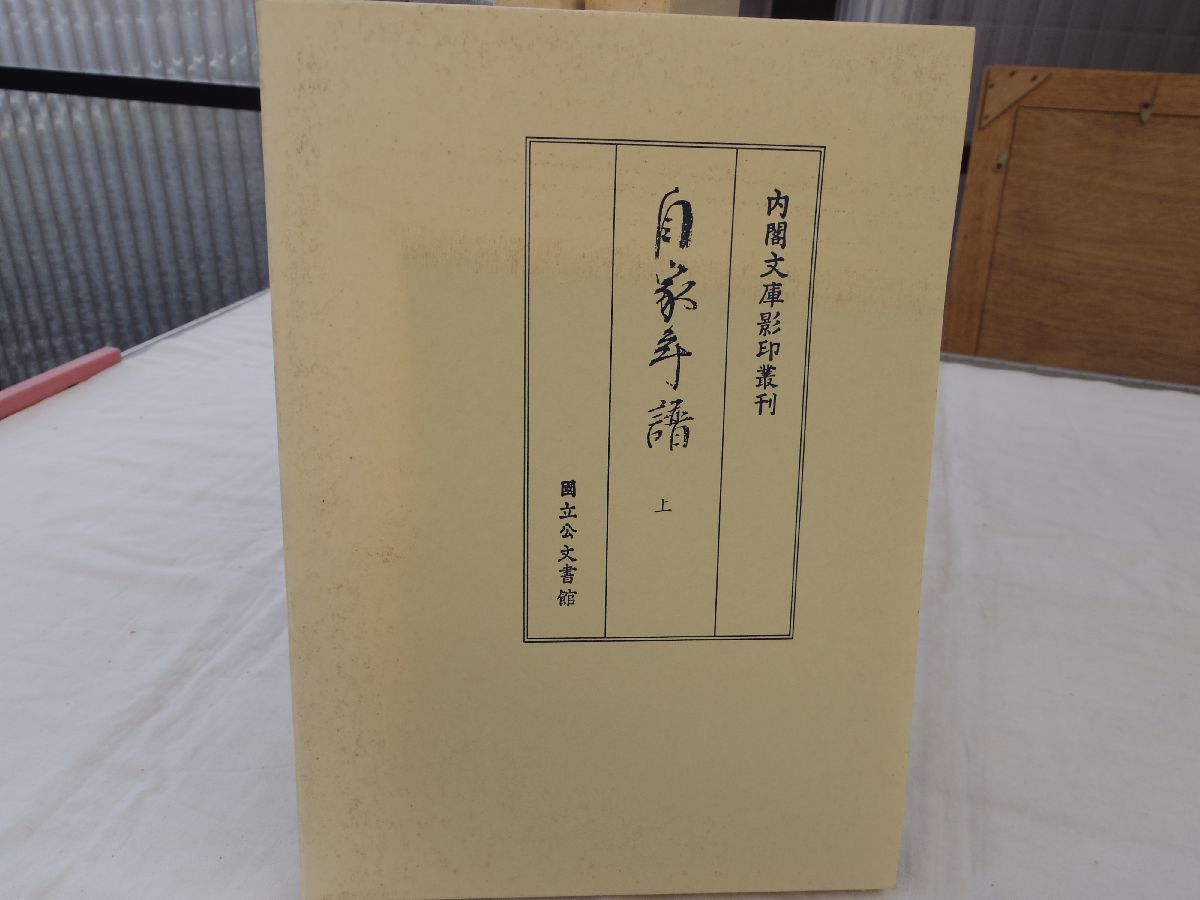 内閣文庫影印叢刊
自家年譜
上
國立公文書館